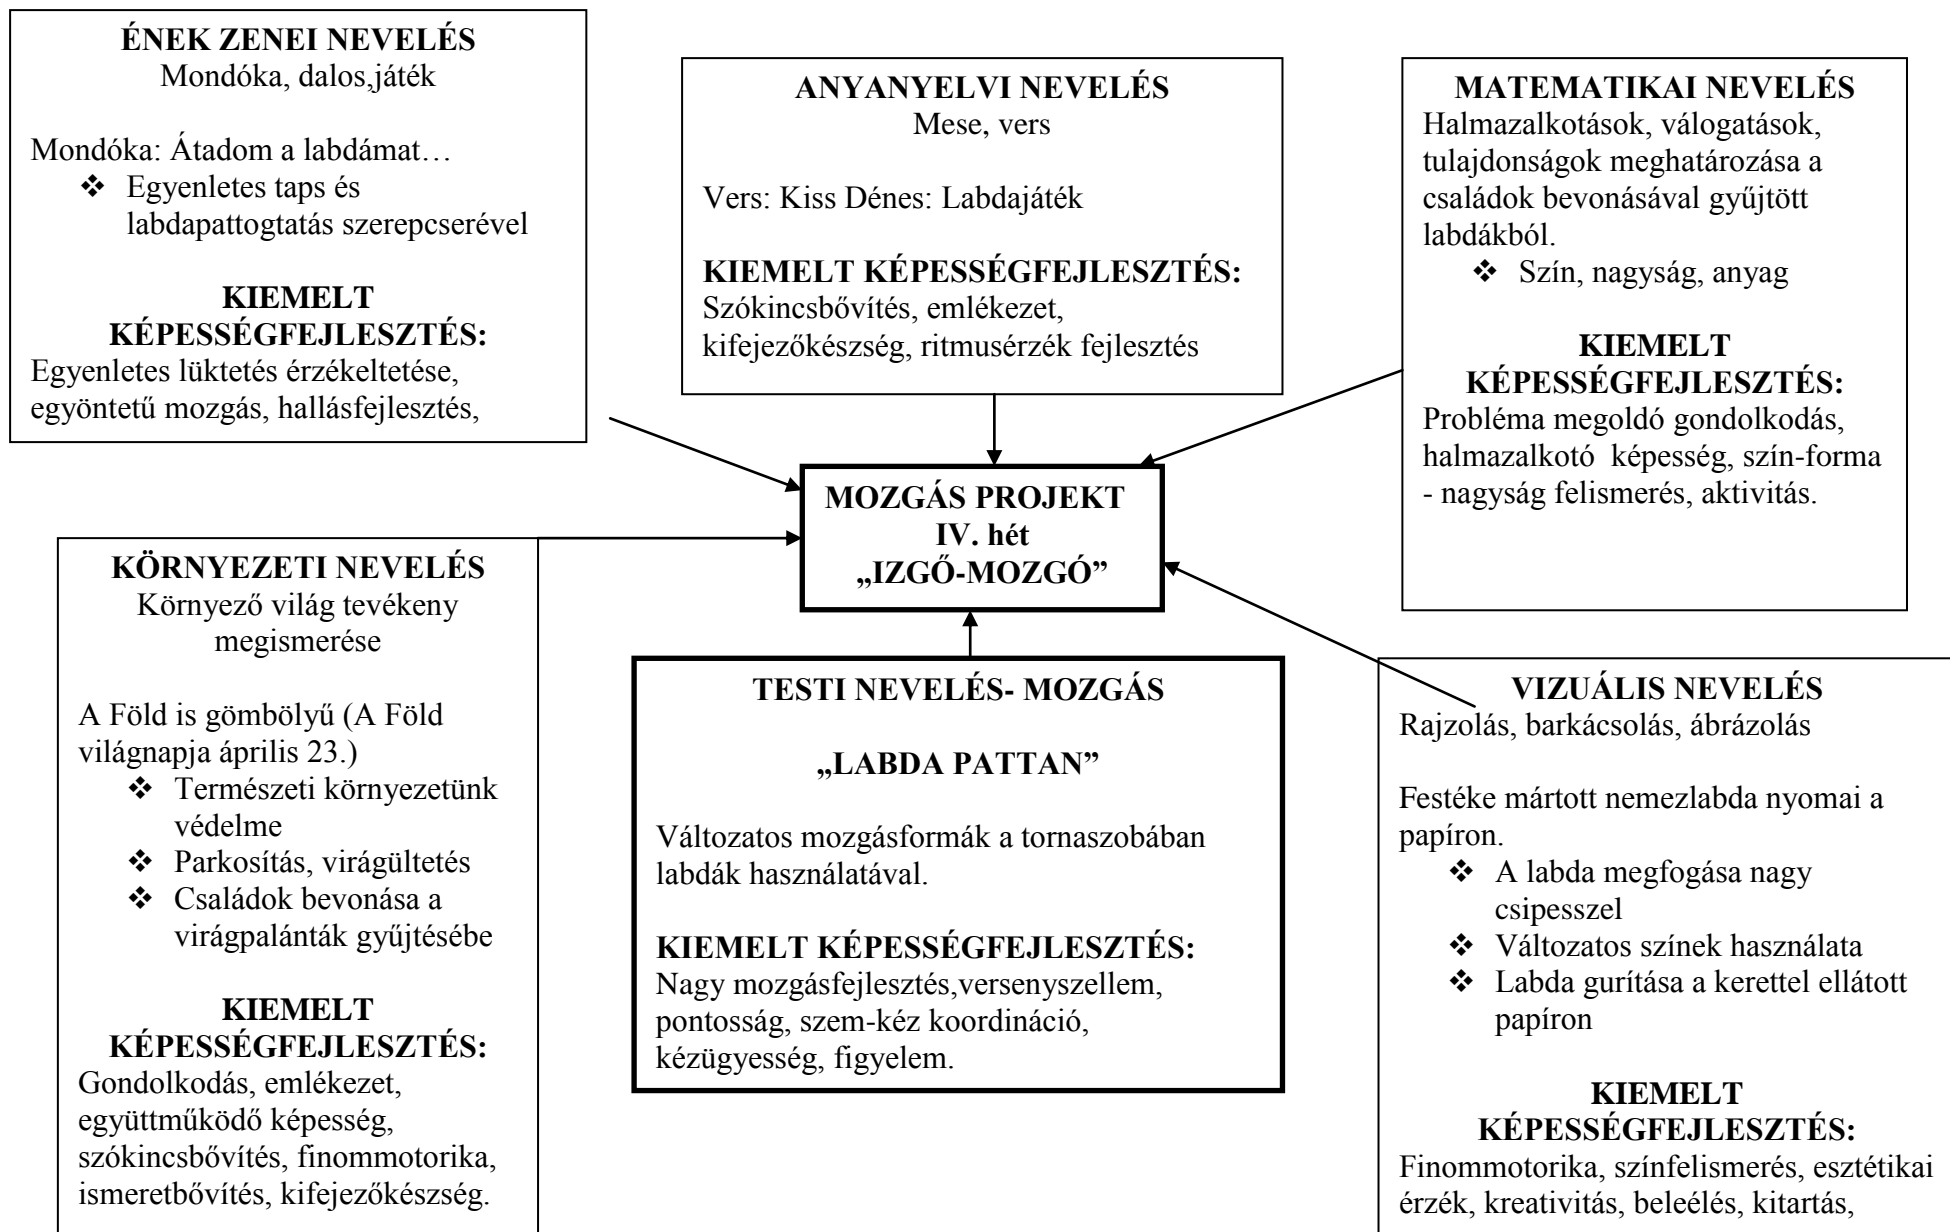 ÉNEK ZENEI NEVELÉS
Mondóka, dalos,játék
Mondóka: Átadom a labdámat…
❖ Egyenletes taps és
labdapattogtatás szerepcserével
KIEMELT
KÉPESSÉGFEJLESZTÉS:
Egyenletes lüktetés érzékeltetése,
egyöntetű mozgás, hallásfejlesztés,
ANYANYELVI NEVELÉS
Mese, vers
Vers: Kiss Dénes: Labdajáték
KIEMELT KÉPESSÉGFEJLESZTÉS:
Szókincsbővítés, emlékezet,
kifejezőkészség, ritmusérzék fejlesztés
MATEMATIKAI NEVELÉS
Halmazalkotások, válogatások,
tulajdonságok meghatározása a
családok bevonásával gyűjtött
labdákból.
❖ Szín, nagyság, anyag
KIEMELT
KÉPESSÉGFEJLESZTÉS:
Probléma megoldó gondolkodás,
halmazalkotó képesség, szín-forma
- nagyság felismerés, aktivitás.
MOZGÁS PROJEKT
IV. hét
„IZGŐ-MOZGÓ”
KÖRNYEZETI NEVELÉS
Környező világ tevékeny
megismerése
A Föld is gömbölyű (A Föld
világnapja április 23.)
❖ Természeti környezetünk
védelme
❖ Parkosítás, virágültetés
❖ Családok bevonása a
virágpalánták gyűjtésébe
KIEMELT
KÉPESSÉGFEJLESZTÉS:
Gondolkodás, emlékezet,
együttműködő képesség,
szókincsbővítés, finommotorika,
ismeretbővítés, kifejezőkészség.
TESTI NEVELÉS- MOZGÁS
„LABDA PATTAN”
Változatos mozgásformák a tornaszobában
labdák használatával.
KIEMELT KÉPESSÉGFEJLESZTÉS:
Nagy mozgásfejlesztés,versenyszellem,
pontosság, szem-kéz koordináció,
kézügyesség, figyelem.
VIZUÁLIS NEVELÉS
Rajzolás, barkácsolás, ábrázolás
Festéke mártott nemezlabda nyomai a
papíron.
❖ A labda megfogása nagy
csipesszel
❖ Változatos színek használata
❖ Labda gurítása a kerettel ellátott
papíron
KIEMELT
KÉPESSÉGFEJLESZTÉS:
Finommotorika, színfelismerés, esztétikai
érzék, kreativitás, beleélés, kitartás,